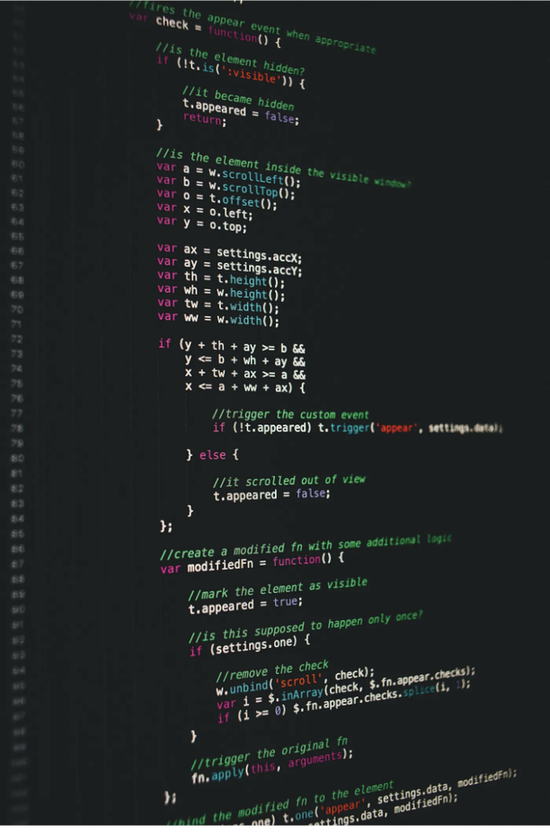 //fires the appear event when appropriate
var check = function() {
//is the element hidden?
if (!t.is(':visible')) {
//it became hidden
t.appeared = false;
return;
}
//is the element inside the visible window?
var a = w.scrollLeft();
var b = w.scrollTop();
var o = t.offset();
var x = o.left;
var y = o.top;
var ax = settings.accX;
var ay = settings.accY;
var th = t.height();
var wh = w.height();
var tw = t.width();
var ww = w.width();
if (y + th + ay >= b &&
y <= b + wh + ay &&
x + tw + ax >= a &&
x <= a + ww + ax) {
//trigger the custom event
if (!t.appeared) t.trigger('appear', settings.data);
} else {
//it scrolled out of view
t.appeared = false;
}
};
//create a modified fn with some additional logic
var modifiedFn = function() {
//mark the element as visible
t.appeared = true;
//is this supposed to happen only once?
if (settings.one) {
//remove the check
w.unbind('scroll', check);
var i = $.inArray(check, $.fn.appear.checks);
if (i >= 0) $.fn.appear.checks.splice(i, 1);
}
//trigger the original fn
fn.apply(this, arguments);
};
//bind the modified fn to the element
one) t.one('appear', settings.data, modifiedFn);
settings.data, modifiedFn);